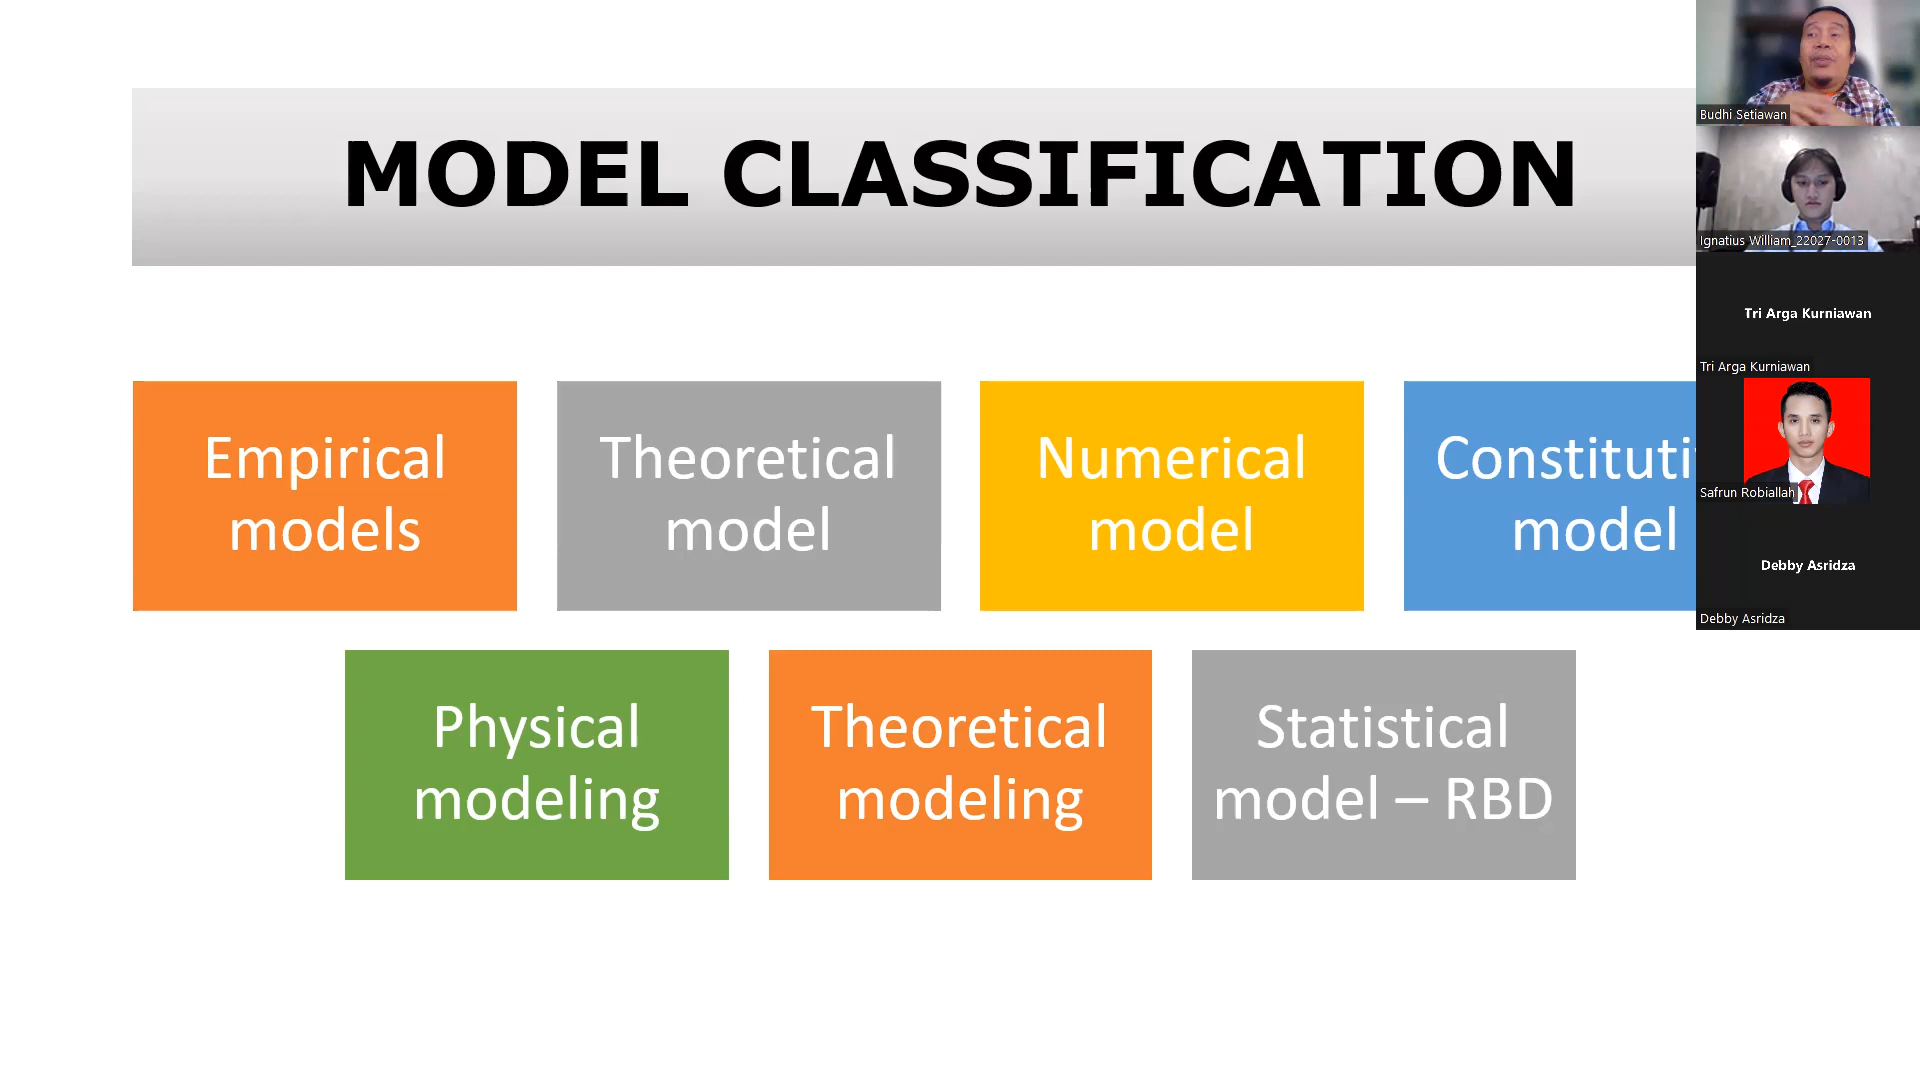 MODEL CLASSIFICATION
Empirical
models
Theoretical
model
Numerical
model
Constituti
model
Physical
modeling
Theoretical
modeling
Statistical
model – RBD
Budhi Setiawan
Ignatius William_22027-0013
Tri Arga Kurniawan
Tri Arga Kurniawan
Safrun Robiallah
Debby Asridza
Debby Asridza